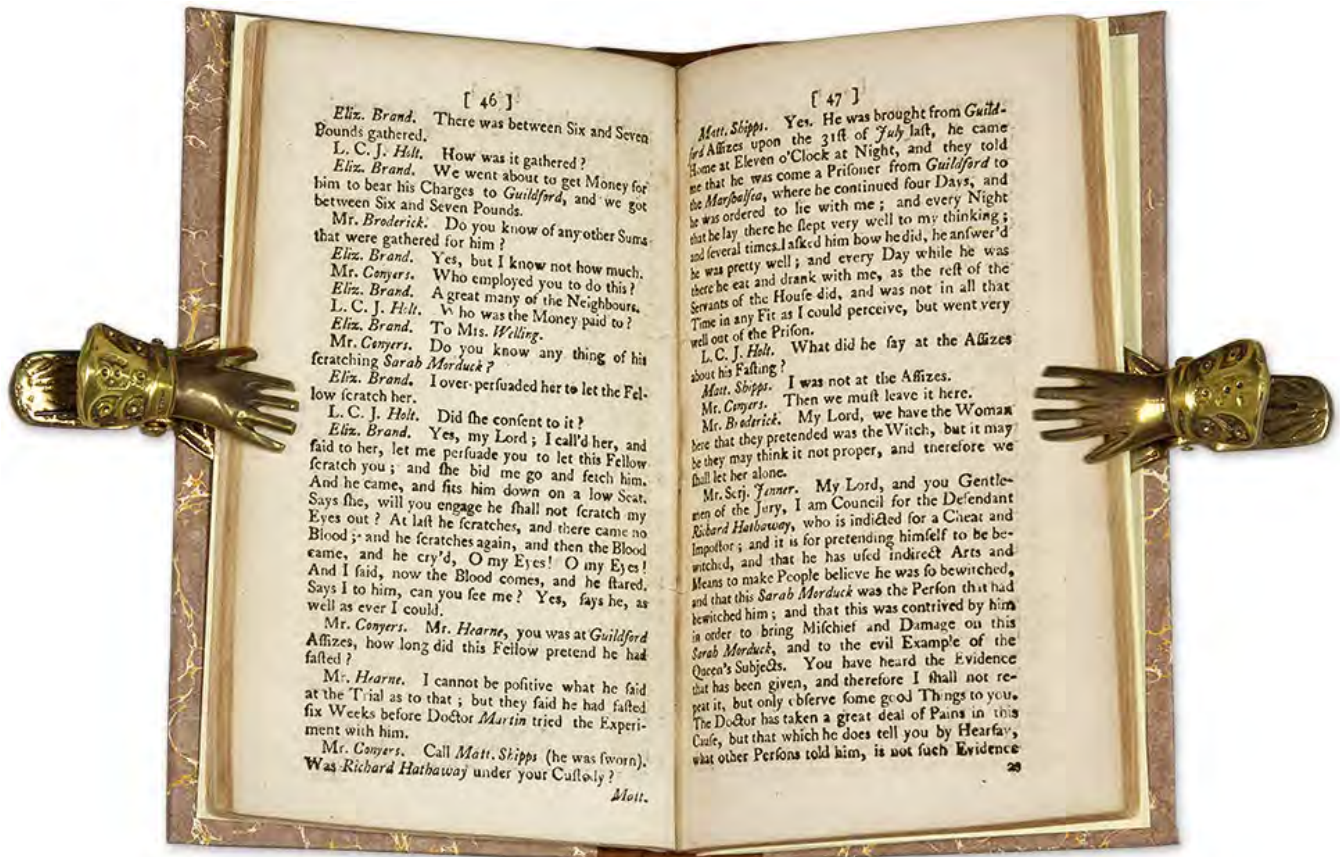 [ 46 ]
Eliz. Brand. There was between Six and Seven
Pounds gathered.
L. C. J. Holt. How was it gathered ?
Eliz. Brand. We went about to get Money for
him to bear his Charges to Guildford, and we got
between Six and Seven Pounds.
Mr. Broderick. Do you know of any other Sums
that were gathered for him ?
Eliz. Brand. Yes, but I know not how much.
Mr. Conyers. Who employed you to do this ?
Eliz. Brand. A great many of the Neighbours.
L. C. J. Holt. Who was the Money paid to ?
Eliz. Brand. To Mrs. Welling.
Mr. Conyers. Do you know any thing of his
ſcratching Sarah Morduck ?
Eliz. Brand. I over-perſuaded her to let the Fel-
low ſcratch her.
L. C. J. Holt. Did ſhe conſent to it ?
Eliz. Brand. Yes, my Lord ; I call'd her, and
ſaid to her, let me perſuade you to let this Fellow
ſcratch you ; and ſhe bid me go and fetch him.
And he came, and ſits him down on a low Seat.
Says ſhe, will you engage he ſhall not ſcratch my
Eyes out ? At laſt he ſcratches, and there came no
Blood ; and he ſcratches again, and then the Blood
came, and he cry'd, O my Eyes! O my Eyes!
And I ſaid, now the Blood comes, and he ſtared.
Says I to him, can you ſee me ? Yes, ſays he, as
well as ever I could.
Mr. Conyers. Mr. Hearne, you was at Guildford
Aſſizes, how long did this Fellow pretend he had
faſted ?
Mr. Hearne. I cannot be poſitive what he ſaid
at the Trial as to that ; but they ſaid he had faſted
ſix Weeks before Doctor Martin tried the Experi-
ment with him.
Mr. Conyers. Call Matt. Shipps (he was ſworn).
Was Richard Hathaway under your Cuſtody ?
Matt.
[ 47 ]
Matt. Shipps. Yes. He was brought from Guild-
ford Aſſizes upon the 31ſt of July laſt, he came
Home at Eleven o'Clock at Night, and they told
me that he was come a Priſoner from Guildford to
the Marſhalſea, where he continued four Days, and
he was ordered to lie with me ; and every Night
that he lay there he ſlept very well to my thinking ;
and ſeveral times I aſked him how he did, he anſwer'd
he was pretty well ; and every Day while he was
there he eat and drank with me, as the reſt of the
Servants of the Houſe did, and was not in all that
Time in any Fit as I could perceive, but went very
well out of the Priſon.
L. C. J. Holt. What did he ſay at the Aſſizes
about his Faſting ?
Matt. Shipps. I was not at the Aſſizes.
Mr. Conyers. Then we muſt leave it here.
Mr. Broderick. My Lord, we have the Woman
here that they pretended was the Witch, but it may
be they may think it not proper, and therefore we
ſhall let her alone.
Mr. Serj. Jenner. My Lord, and you Gentle-
men of the Jury, I am Council for the Defendant
Richard Hathaway, who is indicted for a Cheat and
Impoſtor ; and it is for pretending himſelf to be be-
witched, and that he has uſed indirect Arts and
Means to make People believe he was ſo bewitched,
and that this Sarah Morduck was the Perſon that had
bewitched him ; and that this was contrived by him
in order to bring Miſchief and Damage on this
Sarah Morduck, and to the evil Example of the
Queen's Subjects. You have heard the Evidence
that has been given, and therefore I ſhall not re-
peat it, but only obſerve ſome good Things to you.
The Doctor has taken a great deal of Pains in this
Cauſe, but that which he does tell you by Hearſay,
what other Perſons told him, is not ſuch Evidence
as